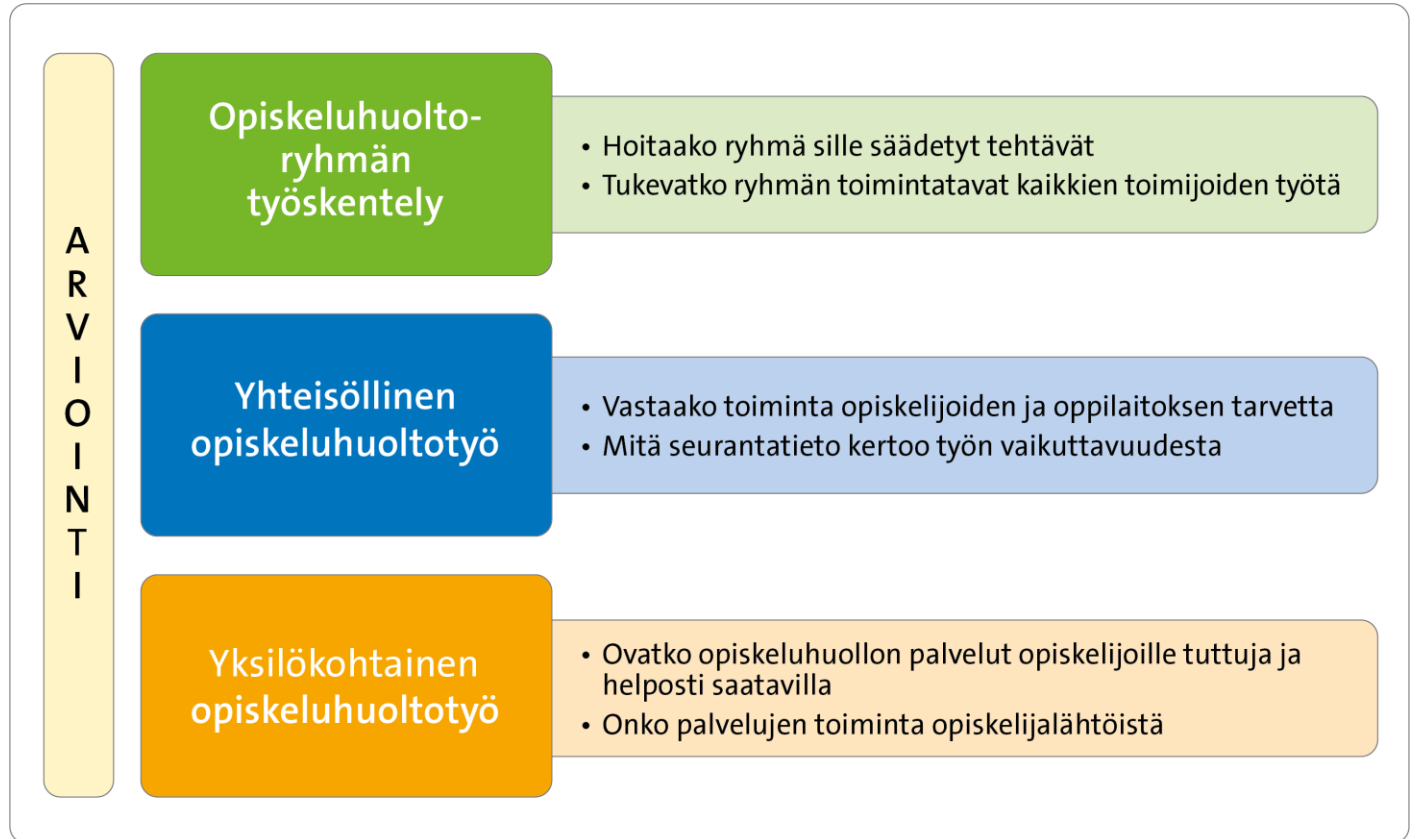 ARVIOINTI
Opiskeluhuolto-
ryhmän
työskentely
• Hoitaako ryhmä sille säädetyt tehtävät
• Tukevatko ryhmän toimintatavat kaikkien toimijoiden työtä
Yhteisöllinen
opiskeluhuoltotyö
• Vastaako toiminta opiskelijoiden ja oppilaitoksen tarvetta
• Mitä seurantatieto kertoo työn vaikuttavuudesta
Yksilökohtainen
opiskeluhuoltotyö
• Ovatko opiskeluhuollon palvelut opiskelijoille tuttuja ja
helposti saatavilla
• Onko palvelujen toiminta opiskelijalähtöistä